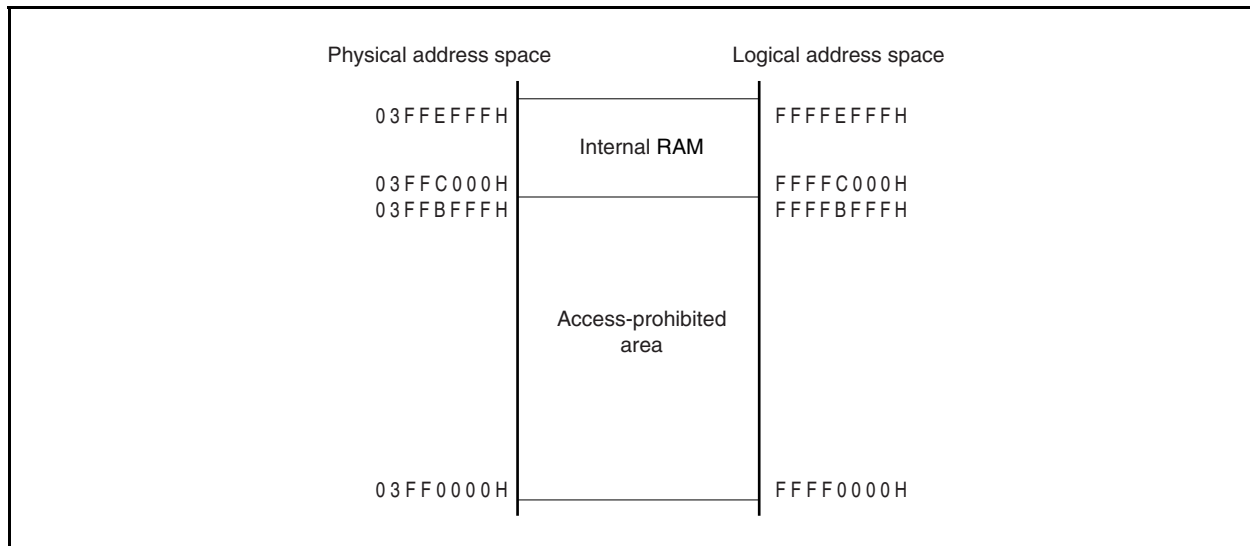 Physical address space
Logical address space
03FFEFFFH
FFFFEFFFH
Internal RAM
03FFC000H
FFFFC000H
03FFBFFFH
FFFFBFFFH
Access-prohibited
area
03FF0000H
FFFF0000H